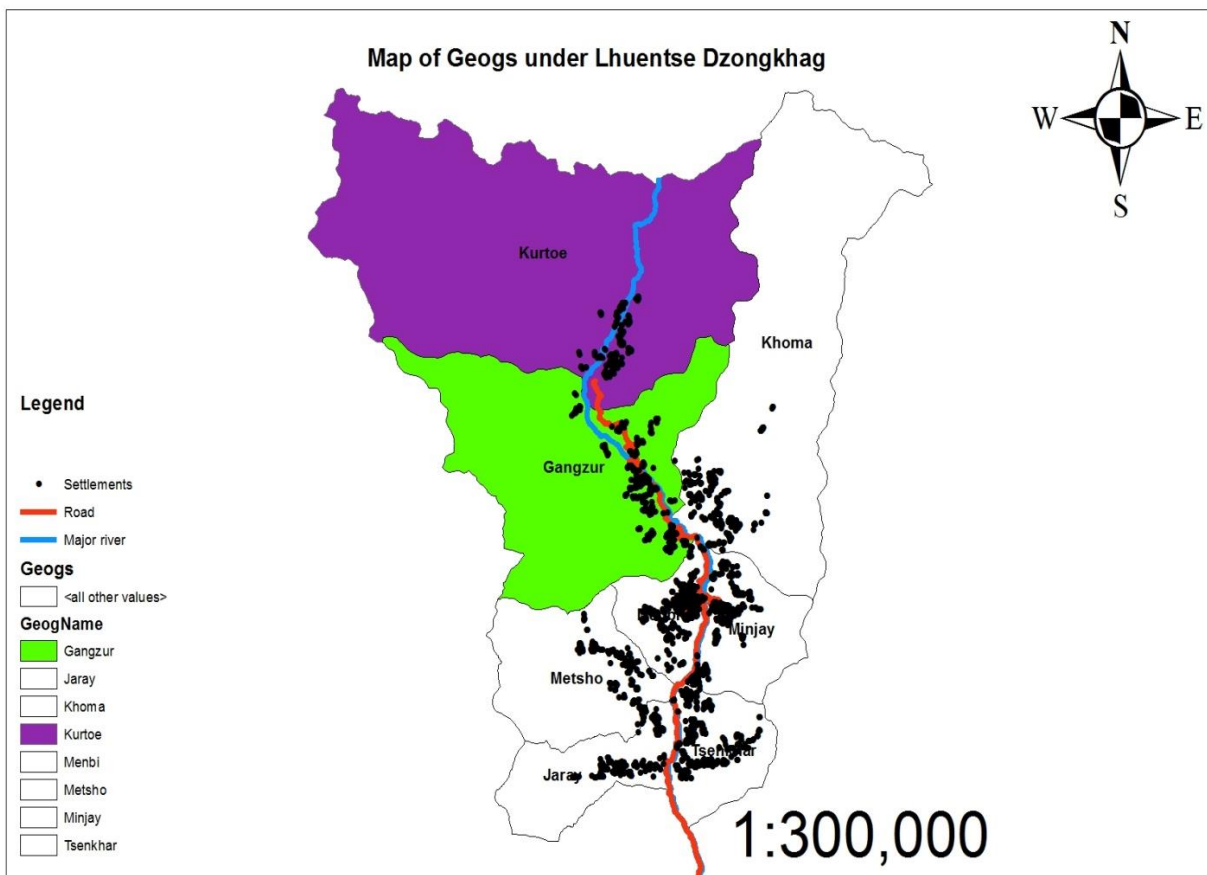 Map of Geogs under Lhuentse Dzongkhag
N
W
E
S
Kurtoe
Khoma
Gangzur
Minjay
Metsho
Tsenkhar
Jaray
1:300,000
Legend
Settlements
Road
Major river
Geogs
<all other values>
GeogName
Gangzur
Jaray
Khoma
Kurtoe
Menbi
Metsho
Minjay
Tsenkhar